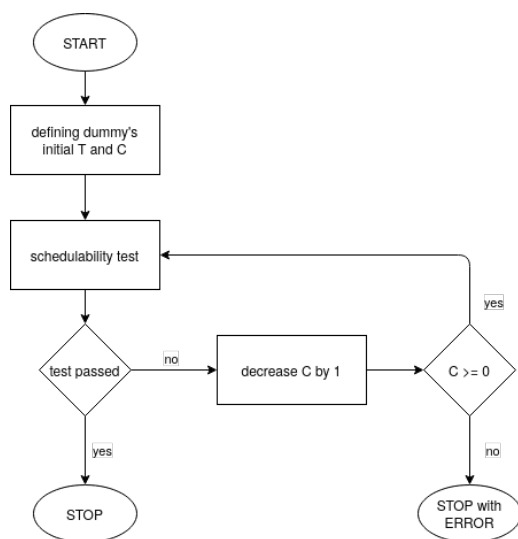 START
defining dummy's
initial T and C
schedulability test
yes
test passed
no
decrease C by 1
C >= 0
yes
no
STOP
STOP with
ERROR